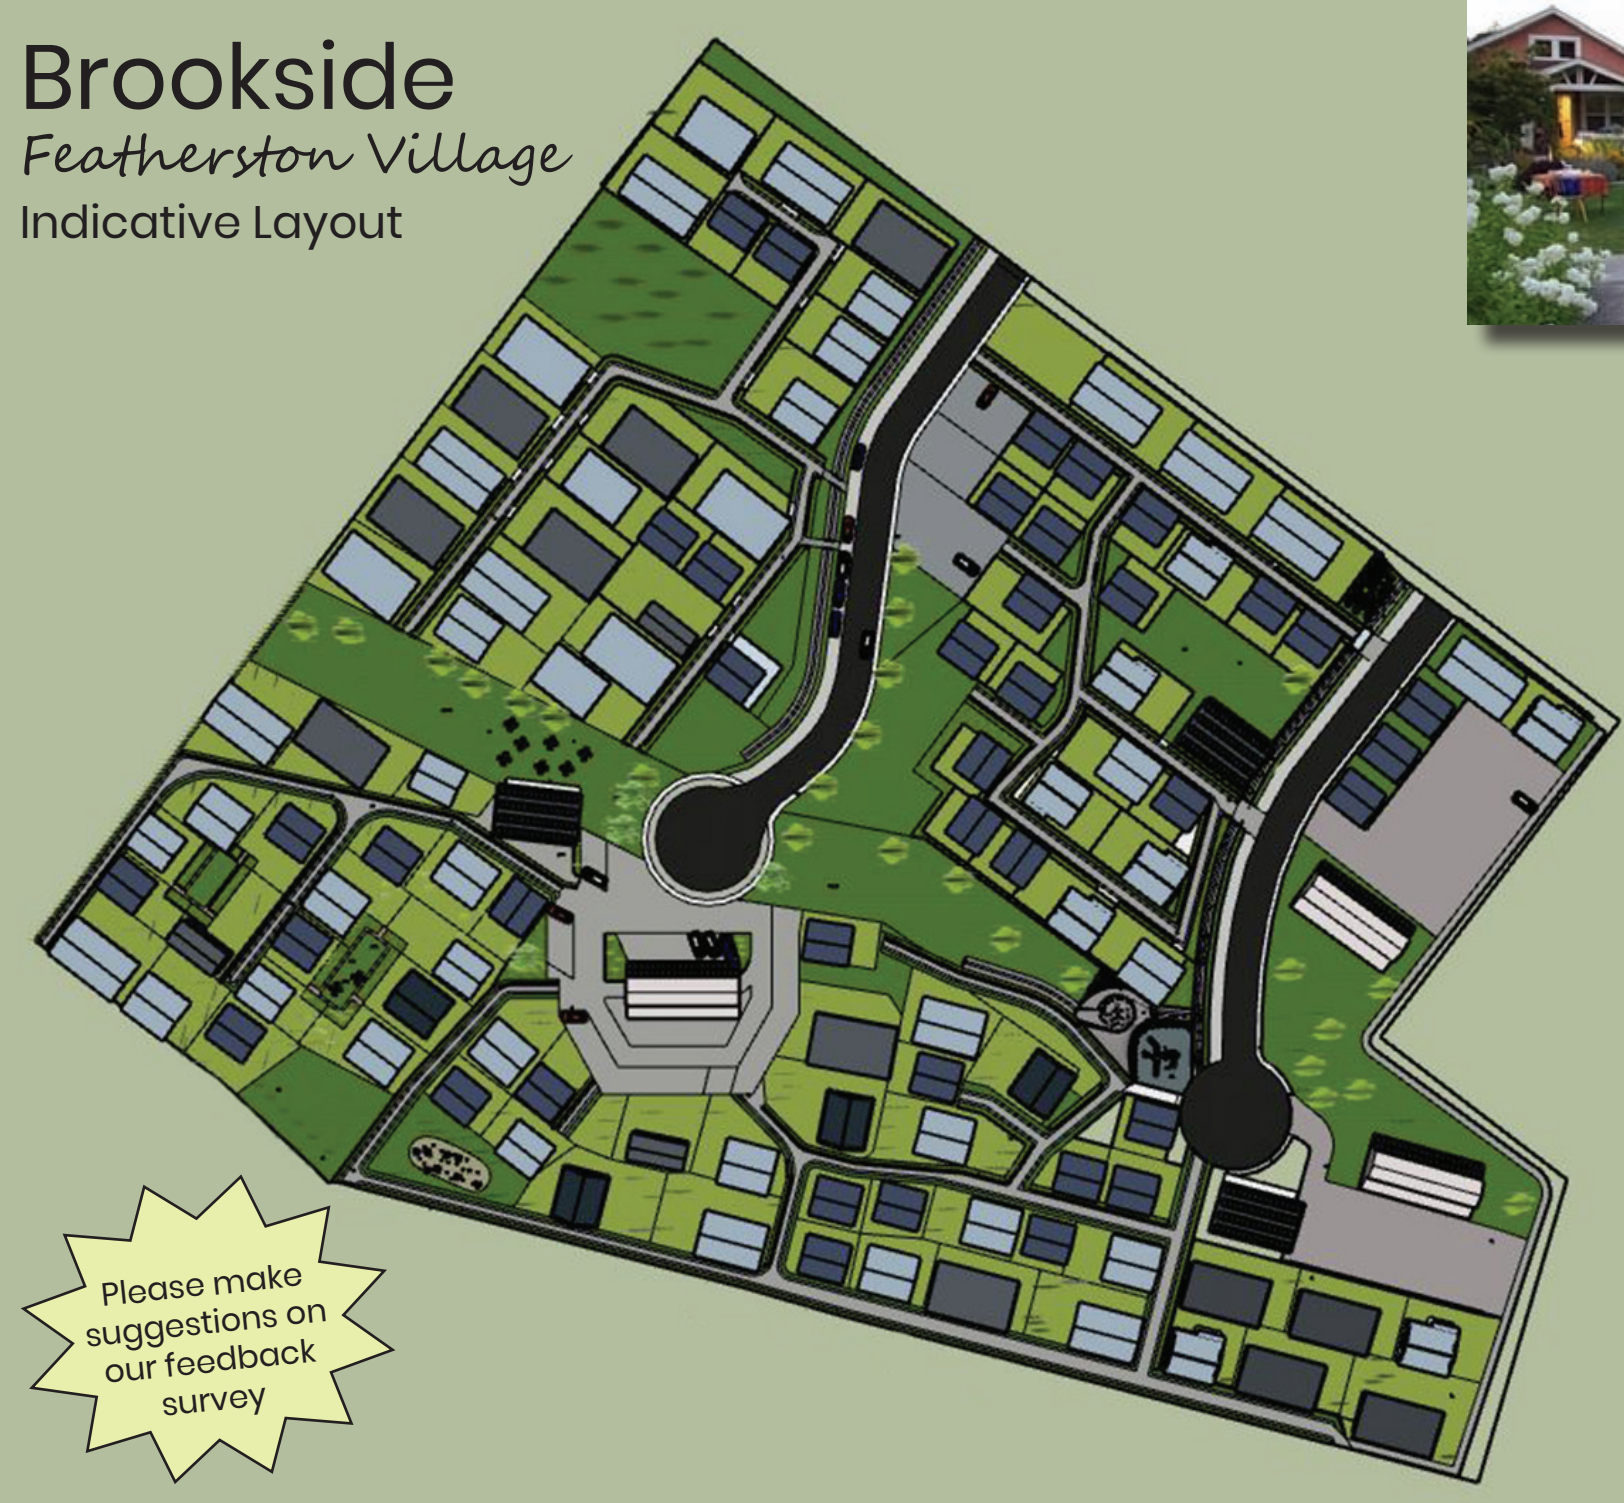 Brookside
Featherston Village
Indicative Layout
Please make
suggestions on
our feedback
survey